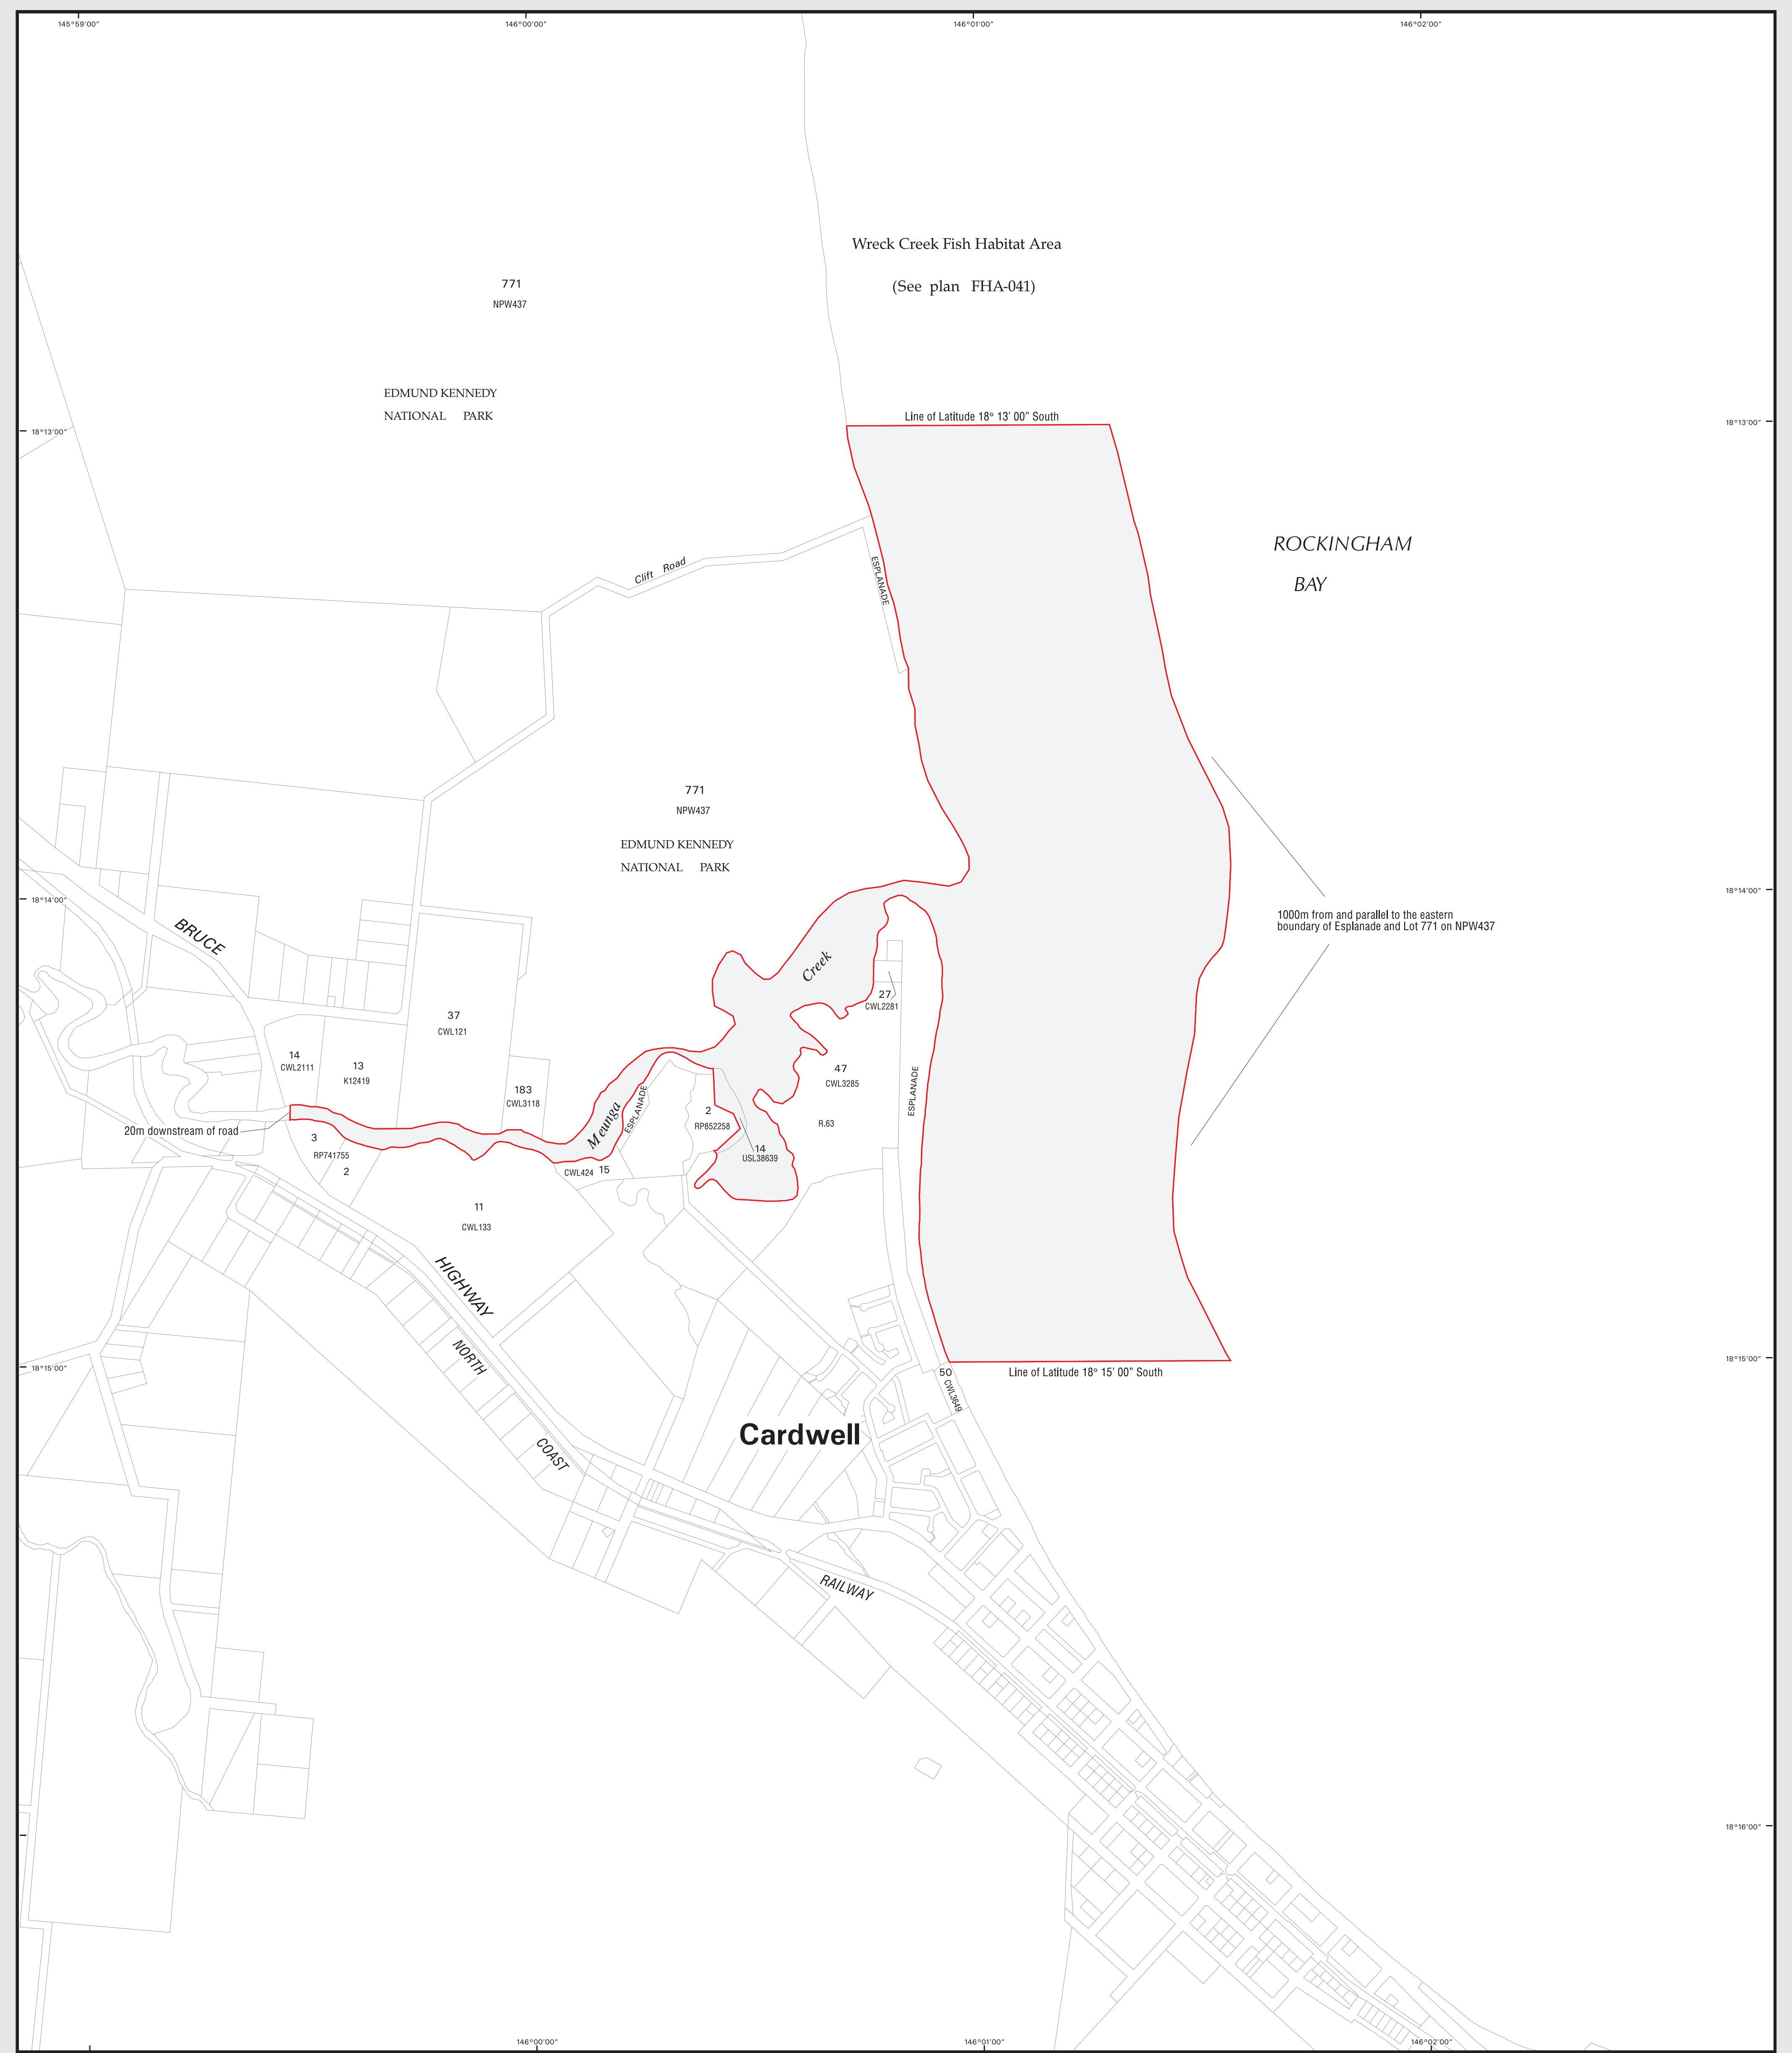 145°59'00"
146°00'00"
146°01'00"
146°02'00"
Wreck Creek Fish Habitat Area
(See plan FHA-041)
771
NPW437
EDMUND KENNEDY
NATIONAL PARK
Line of Latitude 18° 13' 00" South
18°13'00"
18°13'00"
ROCKINGHAM
BAY
Clift Road
ESPLANADE
771
NPW437
EDMUND KENNEDY
NATIONAL PARK
18°14'00"
18°14'00"
1000m from and parallel to the eastern
boundary of Esplanade and Lot 771 on NPW437
BRUCE
Creek
27
CWL2281
37
CWL121
14
CWL2111
13
K12419
47
CWL3285
183
CWL3118
ESPLANADE
Meunga
ESPLANADE
2
RP852258
R.63
20m downstream of road
3
RP741755
2
14
USL38639
CWL424 15
11
CWL133
HIGHWAY
NORTH
18°15'00"
18°15'00"
50
CWL3649
Line of Latitude 18° 15' 00" South
Cardwell
COAST
RAILWAY
18°16'00"
146°00'00"
146°01'00"
146°02'00"